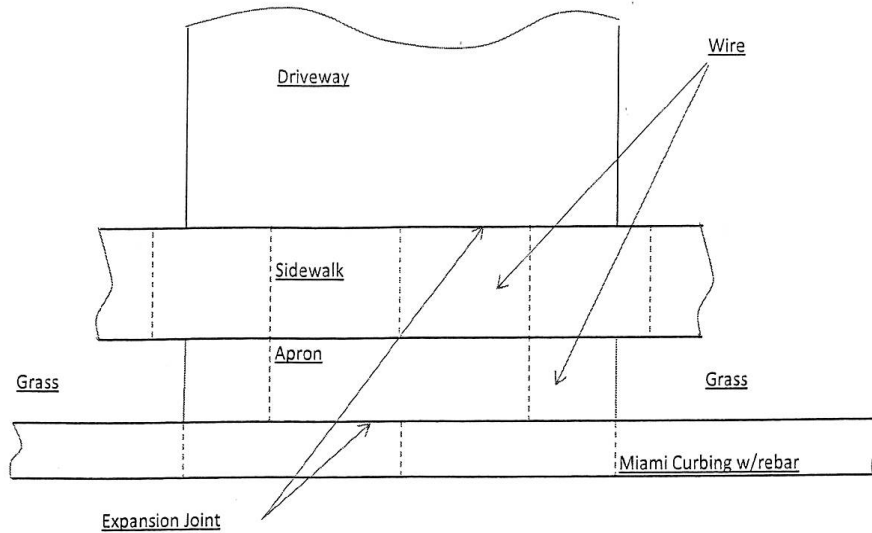 Wire
Driveway
Sidewalk
Apron
Grass
Grass
Miami Curbing w/rebar
Expansion Joint